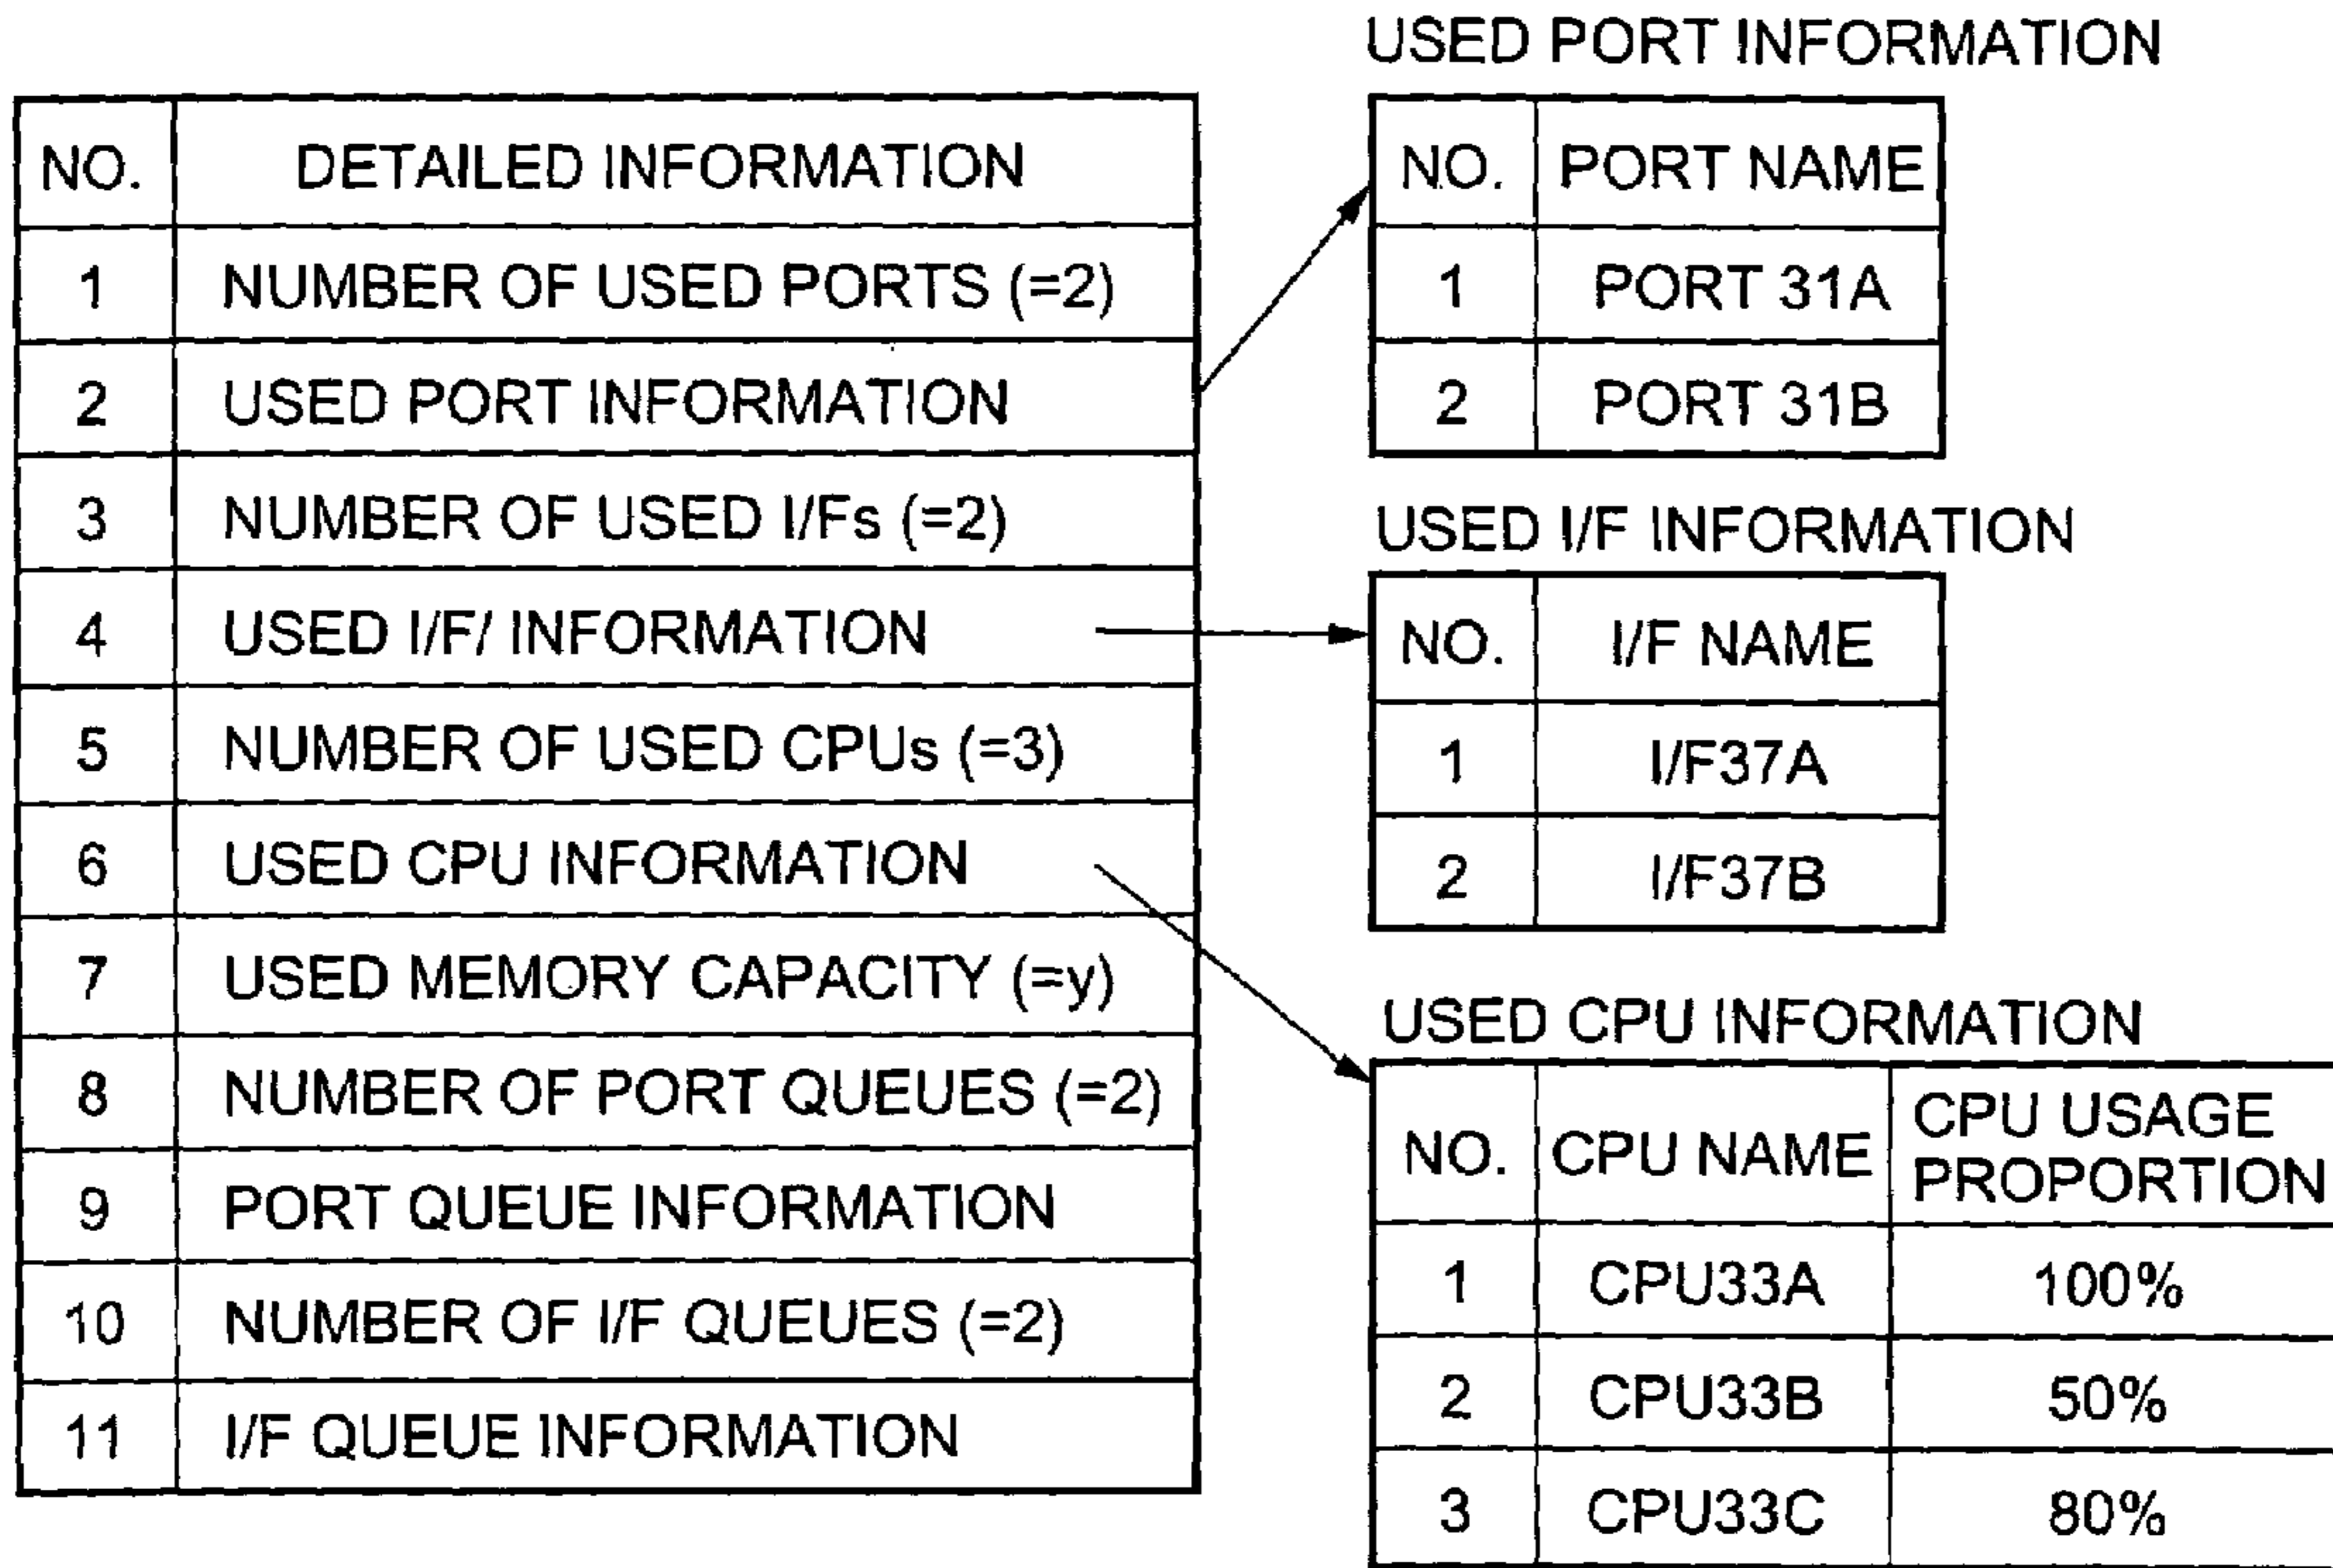 NO. DETAILED INFORMATION
1 NUMBER OF USED PORTS (=2)
2 USED PORT INFORMATION
3 NUMBER OF USED I/Fs (=2)
4 USED I/F/ INFORMATION
5 NUMBER OF USED CPUs (=3)
6 USED CPU INFORMATION
7 USED MEMORY CAPACITY (=y)
8 NUMBER OF PORT QUEUES (=2)
9 PORT QUEUE INFORMATION
10 NUMBER OF I/F QUEUES (=2)
11 I/F QUEUE INFORMATION
USED PORT INFORMATION
NO. PORT NAME
1 PORT 31A
2 PORT 31B
USED I/F INFORMATION
NO. I/F NAME
1 I/F37A
2 I/F37B
USED CPU INFORMATION
NO. CPU NAME CPU USAGE
PROPORTION
1 CPU33A 100%
2 CPU33B 50%
3 CPU33C 80%